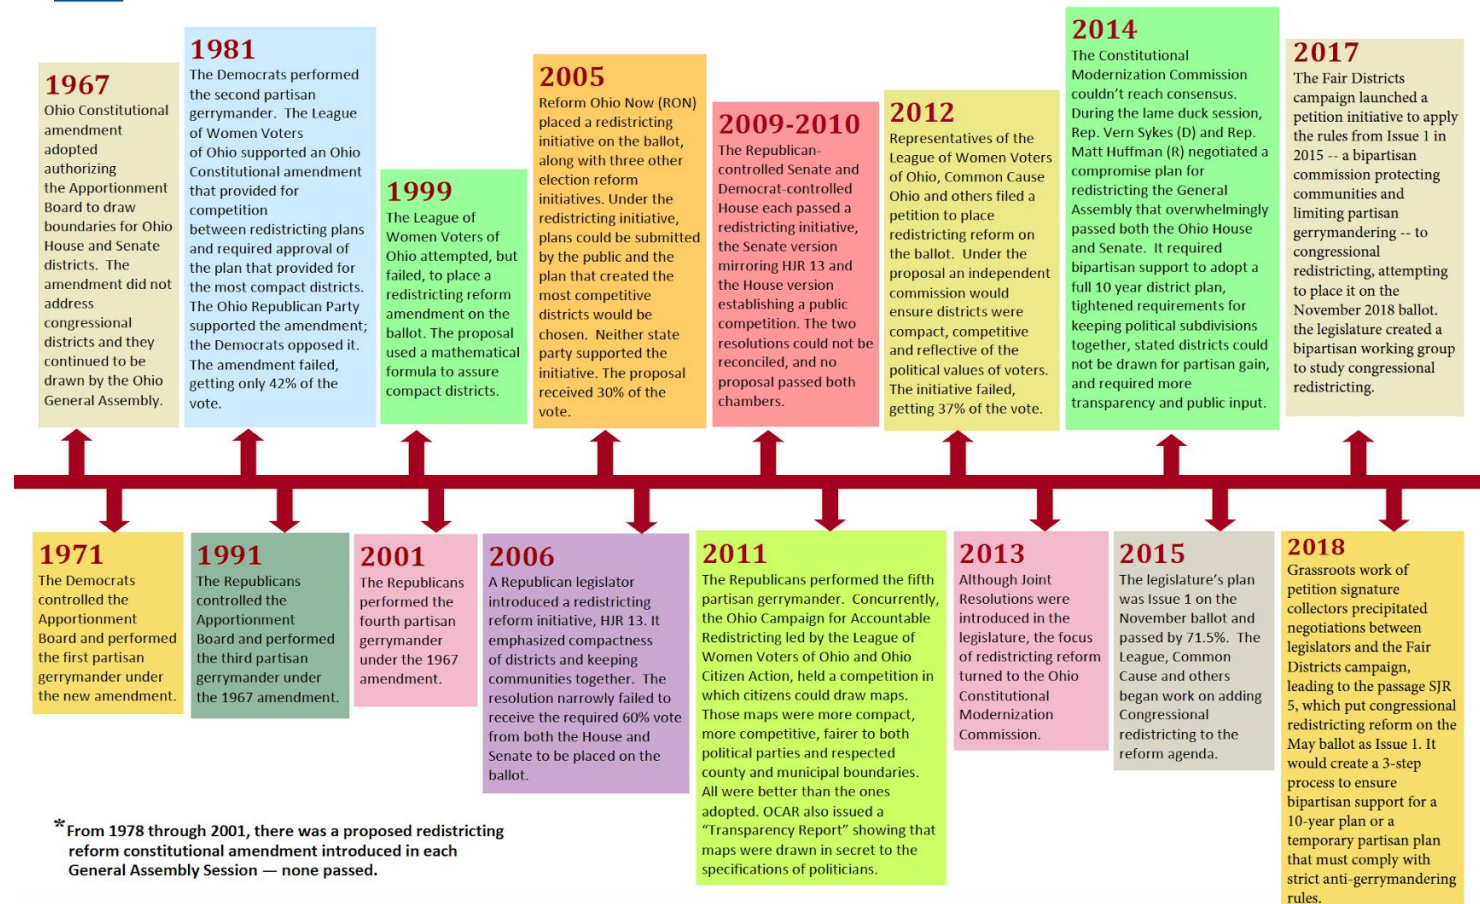 1967
Ohio Constitutional
amendment
adopted
authorizing
the Apportionment
Board to draw
boundaries for Ohio
House and Senate
districts. The
amendment did not
address
congressional
districts and they
continued to be
drawn by the Ohio
General Assembly.
1981
The Democrats performed
the second partisan
gerrymander. The League
of Women Voters
of Ohio supported an Ohio
Constitutional amendment
that provided for
competition
between redistricting plans
and required approval of
the plan that provided for
the most compact districts.
The Ohio Republican Party
supported the amendment;
the Democrats opposed it.
The amendment failed,
getting only 42% of the
vote.
1999
The League of
Women Voters of
Ohio attempted, but
failed, to place a
redistricting reform
amendment on the
ballot. The proposal
used a mathematical
formula to assure
compact districts.
2005
Reform Ohio Now (RON)
placed a redistricting
initiative on the ballot,
along with three other
election reform
initiatives. Under the
redistricting initiative,
plans could be submitted
by the public and the
plan that created the
most competitive
districts would be
chosen. Neither state
party supported the
initiative. The proposal
received 30% of the
vote.
2009-2010
The Republican-
controlled Senate and
Democrat-controlled
House each passed a
redistricting initiative,
the Senate version
mirroring HJR 13 and
the House version
establishing a public
competition. The two
resolutions could not be
reconciled, and no
proposal passed both
chambers.
2012
Representatives of the
League of Women Voters
of Ohio, Common Cause
Ohio and others filed a
petition to place
redistricting reform on
the ballot. Under the
proposal an independent
commission would
ensure districts were
compact, competitive
and reflective of the
political values of voters.
The initiative failed,
getting 37% of the vote.
2014
The Constitutional
Modernization Commission
couldn't reach consensus.
During the lame duck session,
Rep. Vern Sykes (D) and Rep.
Matt Huffman (R) negotiated a
compromise plan for
redistricting the General
Assembly that overwhelmingly
passed both the Ohio House
and Senate. It required
bipartisan support to adopt a
full 10 year district plan,
tightened requirements for
keeping political subdivisions
together, stated districts could
not be drawn for partisan gain,
and required more
transparency and public input.
2017
The Fair Districts
campaign launched a
petition initiative to apply
the rules from Issue 1 in
2015 -- a bipartisan
commission protecting
communities and
limiting partisan
gerrymandering -- to
congressional
redistricting, attempting
to place it on the
November 2018 ballot.
the legislature created a
bipartisan working group
to study congressional
redistricting.
1971
The Democrats
controlled the
Apportionment
Board and performed
the first partisan
gerrymander under
the new amendment.
1991
The Republicans
controlled the
Apportionment
Board and performed
the third partisan
gerrymander under
the 1967 amendment.
2001
The Republicans
performed the
fourth partisan
gerrymander
under the 1967
amendment.
2006
A Republican legislator
introduced a redistricting
reform initiative, HJR 13. It
emphasized compactness
of districts and keeping
communities together. The
resolution narrowly failed to
receive the required 60% vote
from both the House and
Senate to be placed on the
ballot.
2011
The Republicans performed the fifth
partisan gerrymander. Concurrently,
the Ohio Campaign for Accountable
Redistricting led by the League of
Women Voters of Ohio and Ohio
Citizen Action, held a competition in
which citizens could draw maps.
Those maps were more compact,
more competitive, fairer to both
political parties and respected
county and municipal boundaries.
All were better than the ones
adopted. OCAR also issued a
“Transparency Report” showing that
maps were drawn in secret to the
specifications of politicians.
2013
Although Joint
Resolutions were
introduced in the
legislature, the focus
of redistricting reform
turned to the Ohio
Constitutional
Modernization
Commission.
2015
The legislature’s plan
was Issue 1 on the
November ballot and
passed by 71.5%. The
League, Common
Cause and others
began work on adding
Congressional
redistricting to the
reform agenda.
2018
Grassroots work of
petition signature
collectors precipitated
negotiations between
legislators and the Fair
Districts campaign,
leading to the passage SJR
5, which put congressional
redistricting reform on the
May ballot as Issue 1. It
would create a 3-step
process to ensure
bipartisan support for a
10-year plan or a
temporary partisan plan
that must comply with
strict anti-gerrymandering
rules.
*From 1978 through 2001, there was a proposed redistricting
reform constitutional amendment introduced in each
General Assembly Session — none passed.